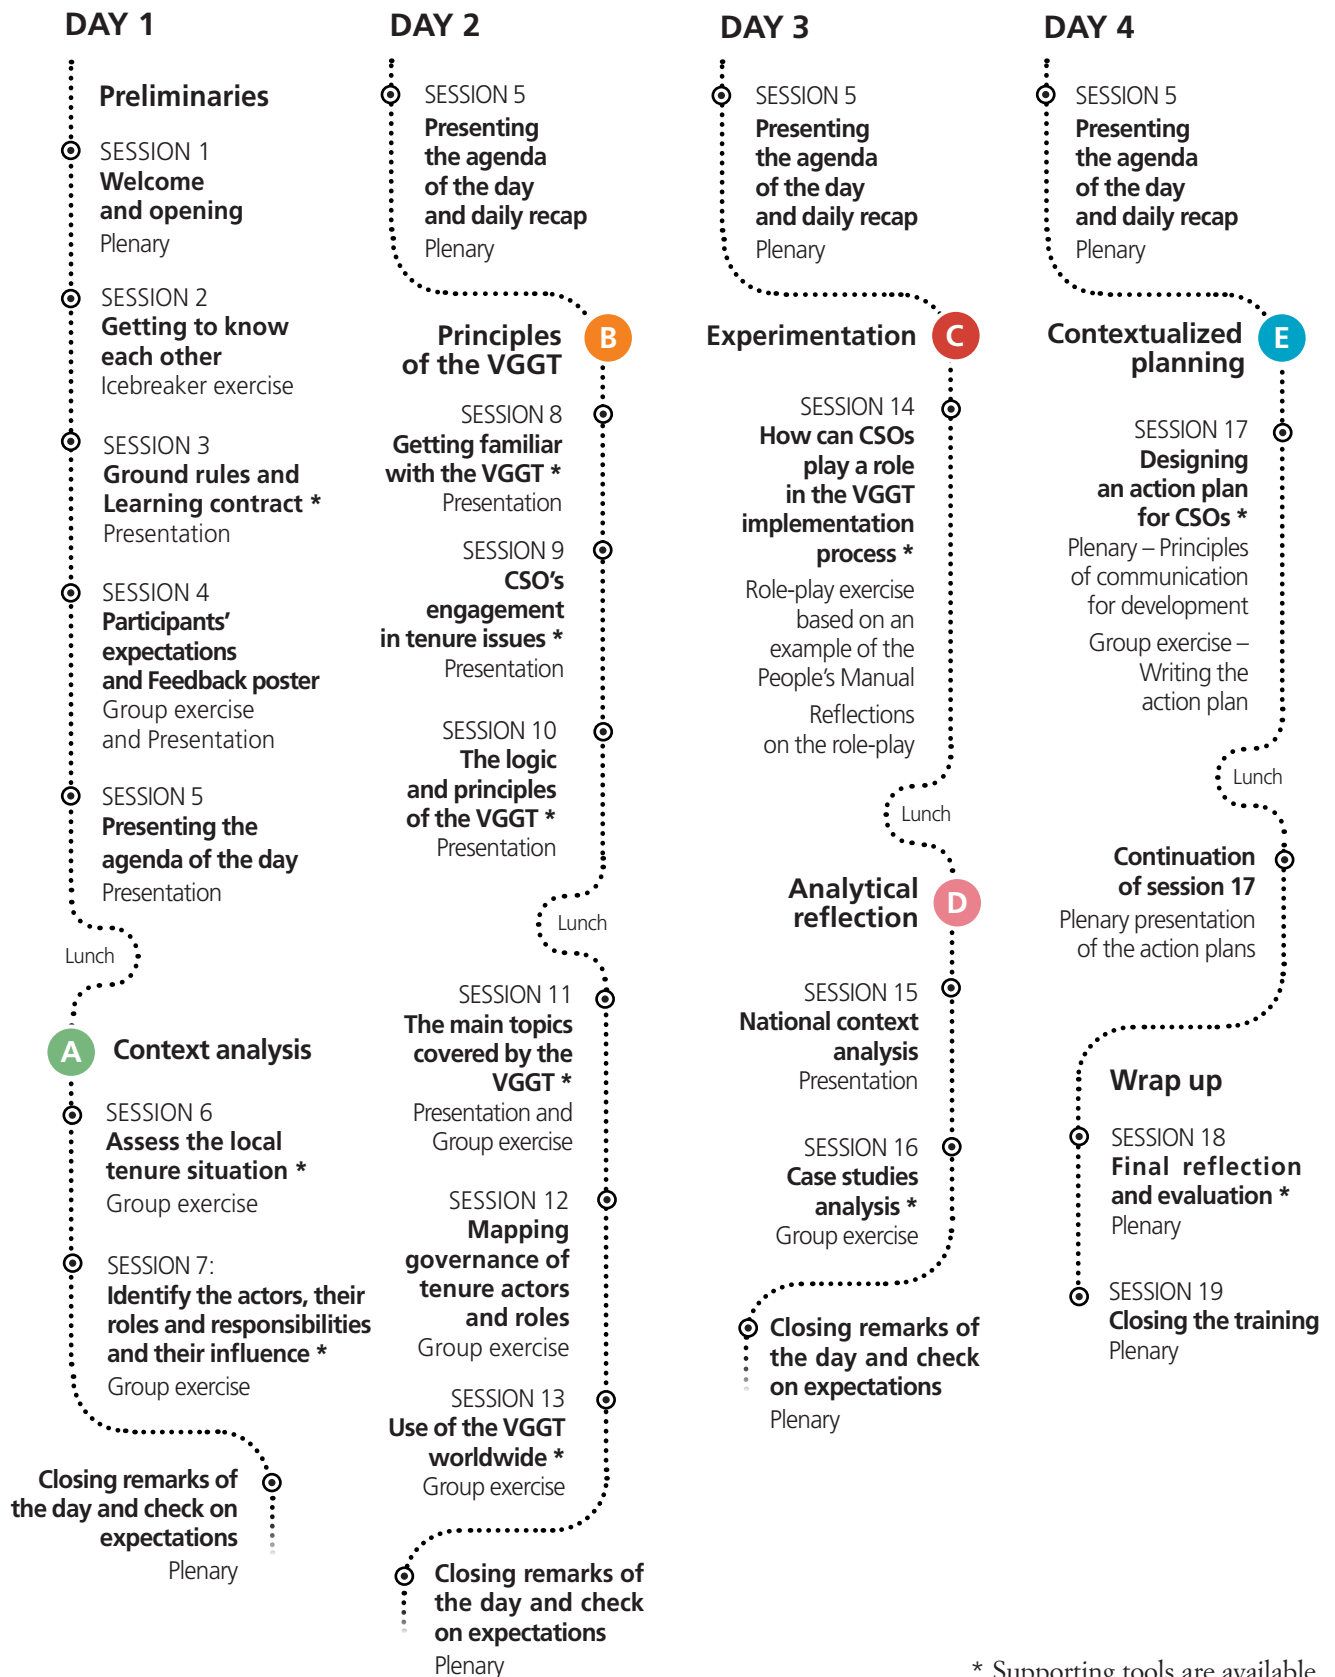 DAY 1
Preliminaries
SESSION 1
Welcome
and opening
Plenary
SESSION 2
Getting to know
each other
Icebreaker exercise
SESSION 3
Ground rules and
Learning contract *
Presentation
SESSION 4
Participants'
expectations
and Feedback poster
Group exercise
and Presentation
SESSION 5
Presenting the
agenda of the day
Presentation
Lunch
A
Context analysis
SESSION 6
Assess the local
tenure situation *
Group exercise
SESSION 7:
Identify the actors, their
roles and responsibilities
and their influence *
Group exercise
Closing remarks of
the day and check on
expectations
Plenary
DAY 2
SESSION 5
Presenting
the agenda
of the day
and daily recap
Plenary
Principles
of the VGGT
B
SESSION 8
Getting familiar
with the VGGT *
Presentation
SESSION 9
CSO's
engagement
in tenure issues *
Presentation
SESSION 10
The logic
and principles
of the VGGT *
Presentation
Lunch
SESSION 11
The main topics
covered by the
VGGT *
Presentation and
Group exercise
SESSION 12
Mapping
governance of
tenure actors
and roles
Group exercise
SESSION 13
Use of the VGGT
worldwide *
Group exercise
Closing remarks of
the day and check
on expectations
Plenary
DAY 3
SESSION 5
Presenting
the agenda
of the day
and daily recap
Plenary
Experimentation
C
SESSION 14
How can CSOs
play a role
in the VGGT
implementation
process *
Role-play exercise
based on an
example of the
People's Manual
Reflections
on the role-play
Lunch
Analytical
reflection
D
SESSION 15
National context
analysis
Presentation
SESSION 16
Case studies
analysis *
Group exercise
Closing remarks of
the day and check
on expectations
Plenary
DAY 4
SESSION 5
Presenting
the agenda
of the day
and daily recap
Plenary
Contextualized
planning
E
SESSION 17
Designing
an action plan
for CSOs *
Plenary – Principles
of communication
for development
Group exercise –
Writing the
action plan
Lunch
Continuation
of session 17
Plenary presentation
of the action plans
Wrap up
SESSION 18
Final reflection
and evaluation *
Plenary
SESSION 19
Closing the training
Plenary
* Supporting tools are available